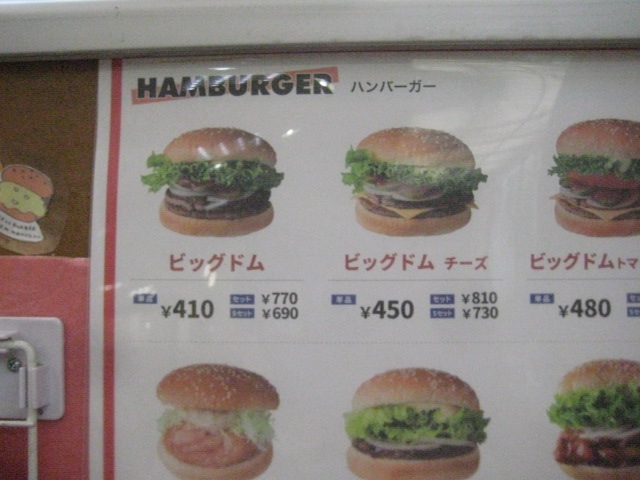 HAMBURGER ハンバーガー
ビッグドム
単品 ¥410 セット ¥770
Sセット ¥690
ビッグドム チーズ
単品 ¥450 セット ¥810
Sセット ¥730
ビッグドムトマ
単品 ¥480